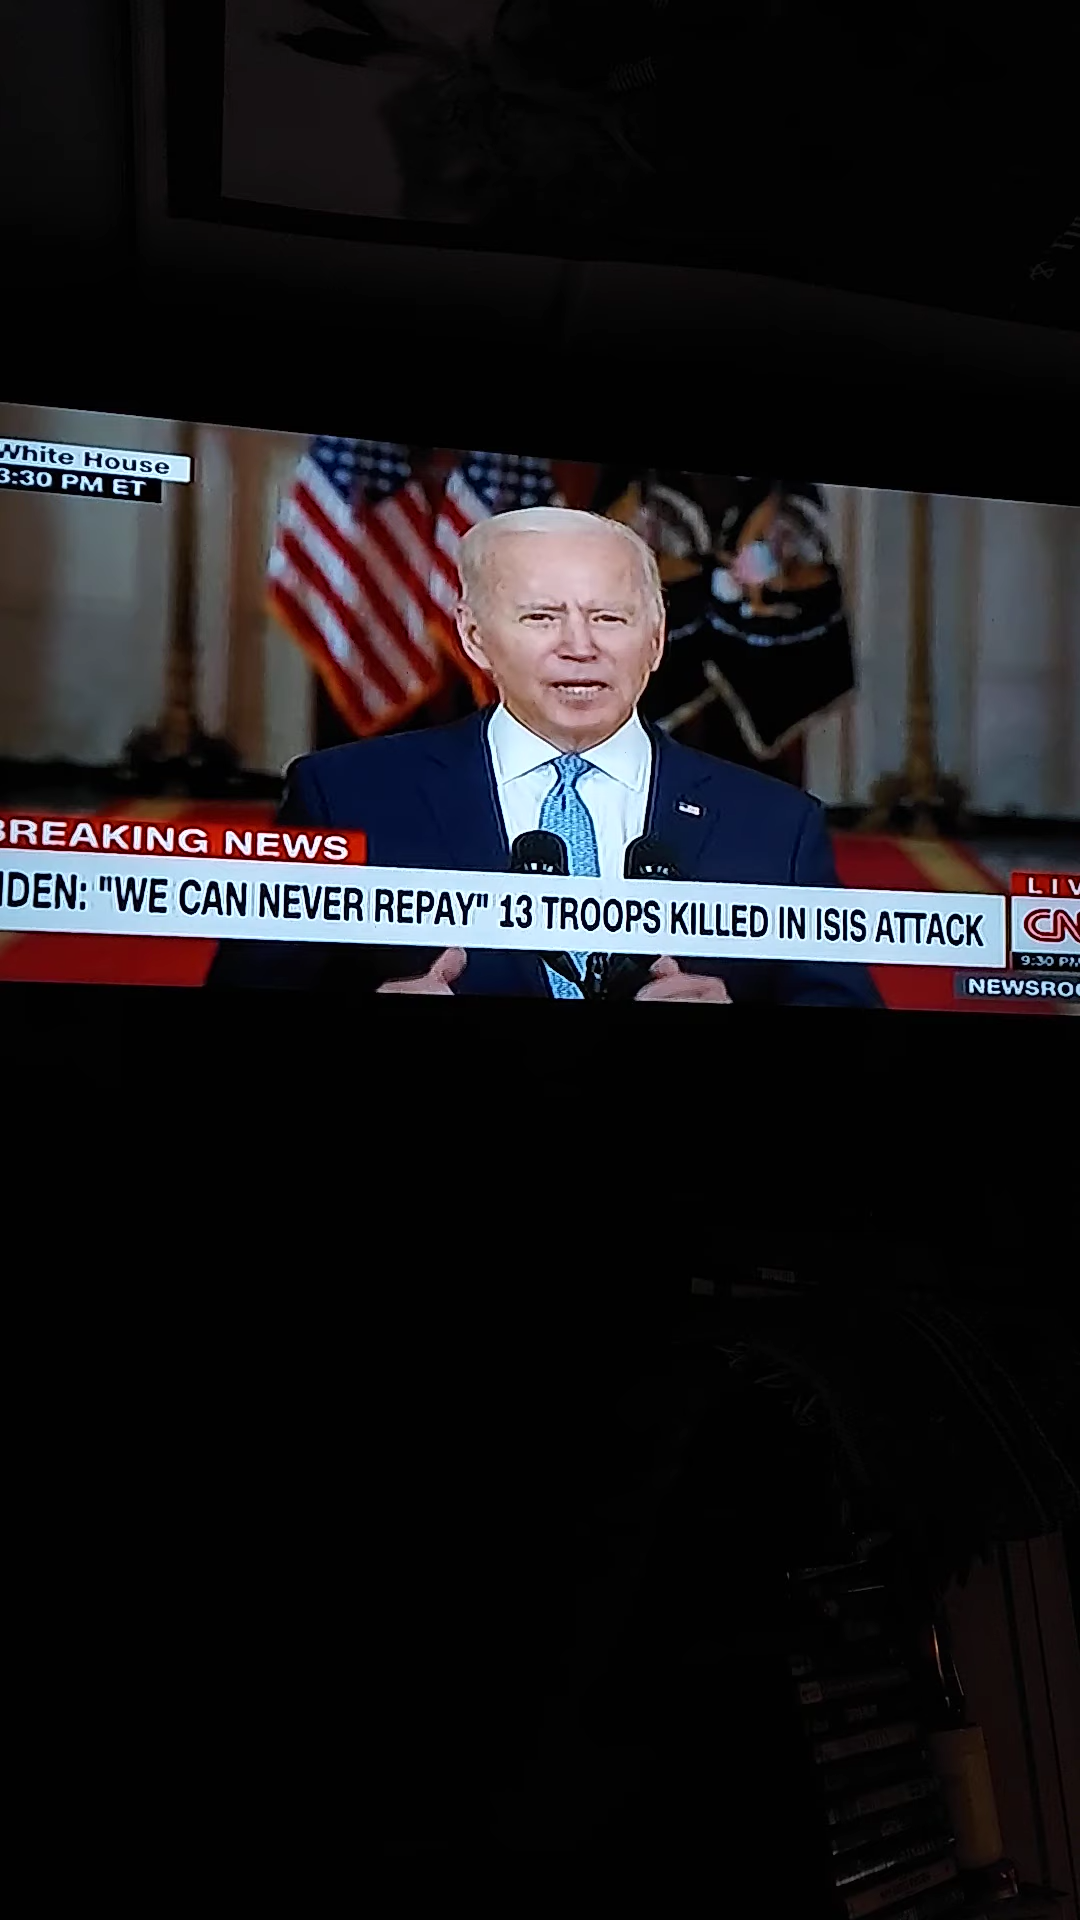 White House
3:30 PM ET
BREAKING NEWS
IDEN: "WE CAN NEVER REPAY" 13 TROOPS KILLED IN ISIS ATTACK
LIV
CN
9:30 PM
NEWSROO